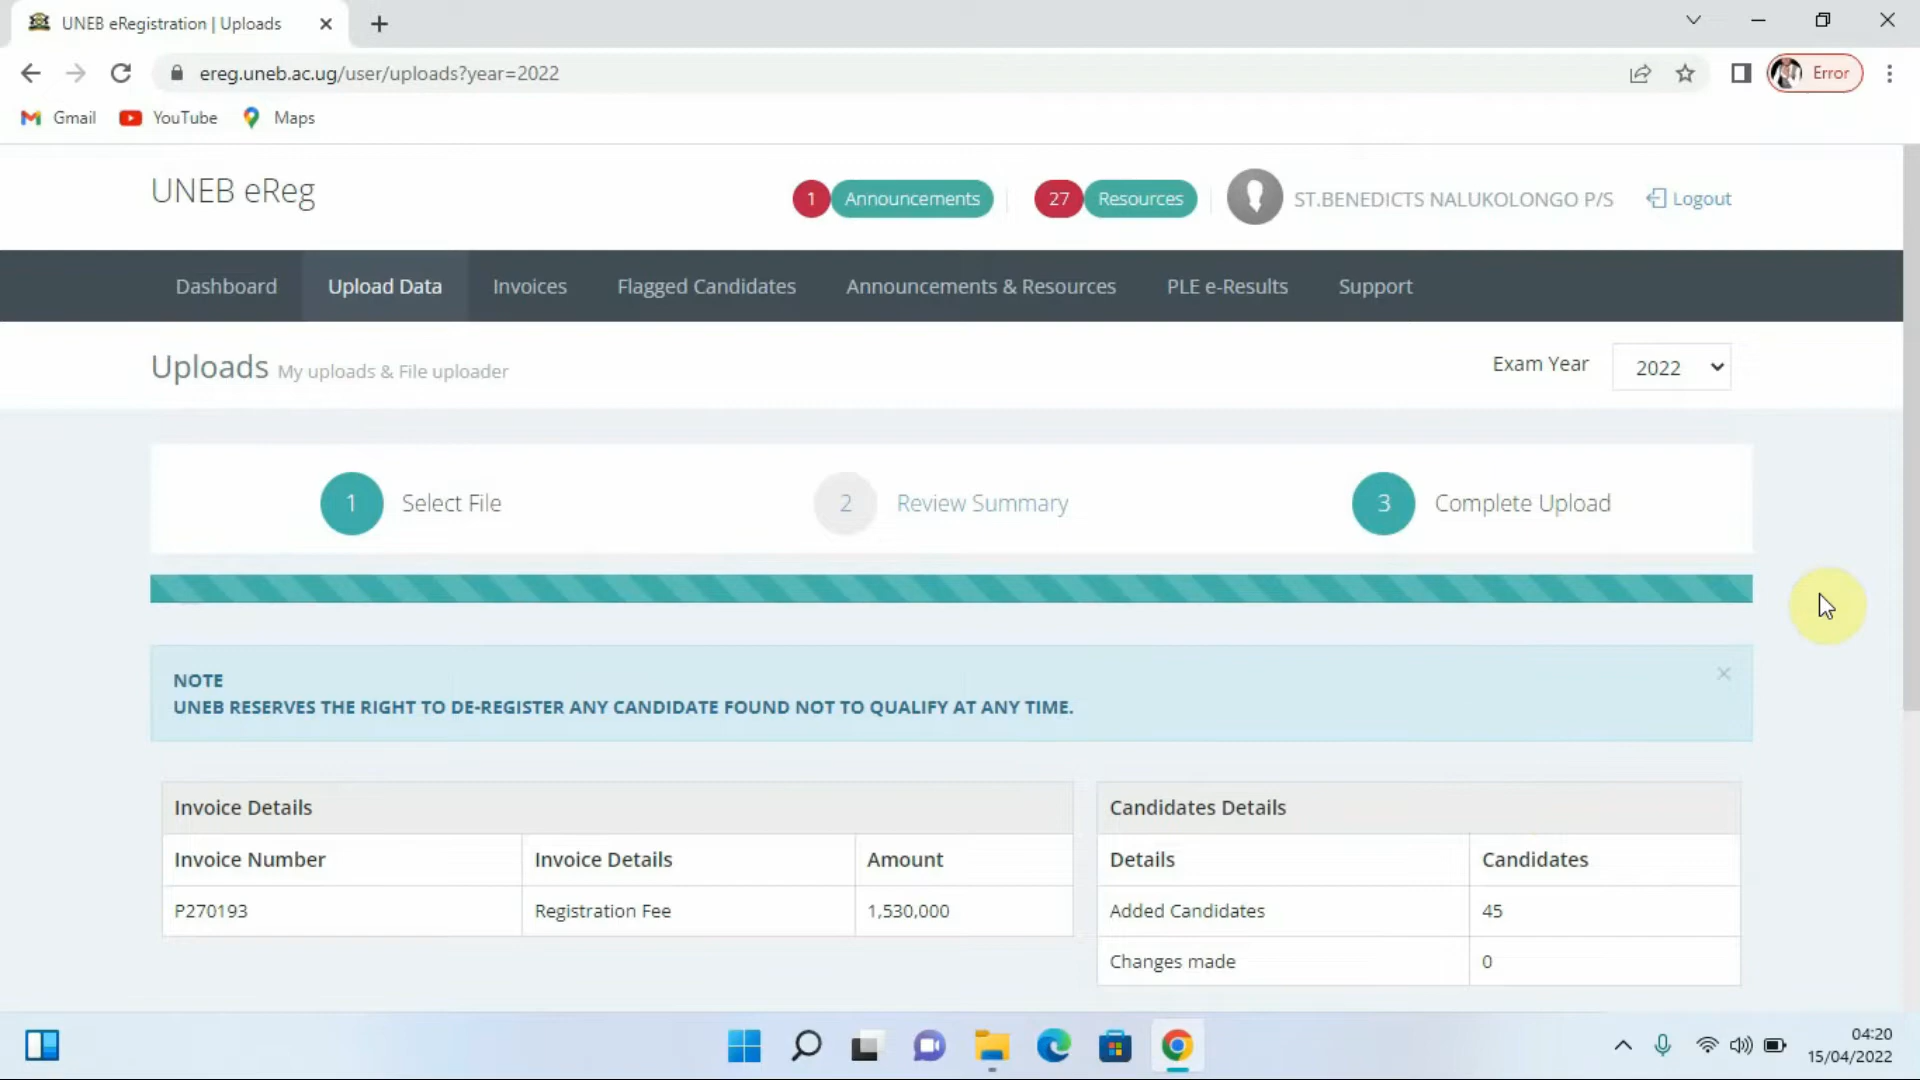 UNEB eRegistration | Uploads
ereg.uneb.ac.ug/user/uploads?year=2022
Error
Gmail YouTube Maps
UNEB eReg
1 Announcements 27 Resources ST.BENEDICTS NALUKOLONGO P/S Logout
Dashboard Upload Data Invoices Flagged Candidates Announcements & Resources PLE e-Results Support
Uploads My uploads & File uploader
Exam Year 2022
1 Select File 2 Review Summary 3 Complete Upload
NOTE
UNEB RESERVES THE RIGHT TO DE-REGISTER ANY CANDIDATE FOUND NOT TO QUALIFY AT ANY TIME.
Invoice Details
Invoice Number Invoice Details Amount
P270193 Registration Fee 1,530,000
Candidates Details
Details Candidates
Added Candidates 45
Changes made 0
04:20
15/04/2022